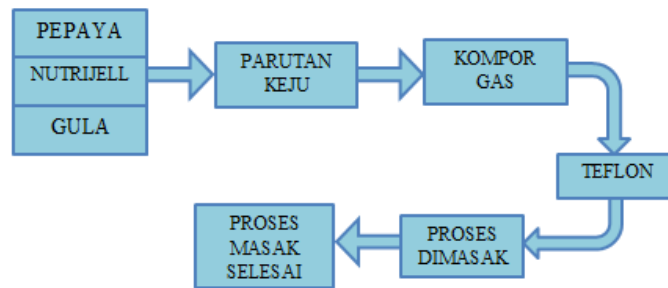 PEPAYA
NUTRIJELL
GULA
PARUTAN
KEJU
KOMPOR
GAS
TEFLON
PROSES
DIMASAK
PROSES
MASAK
SELESAI